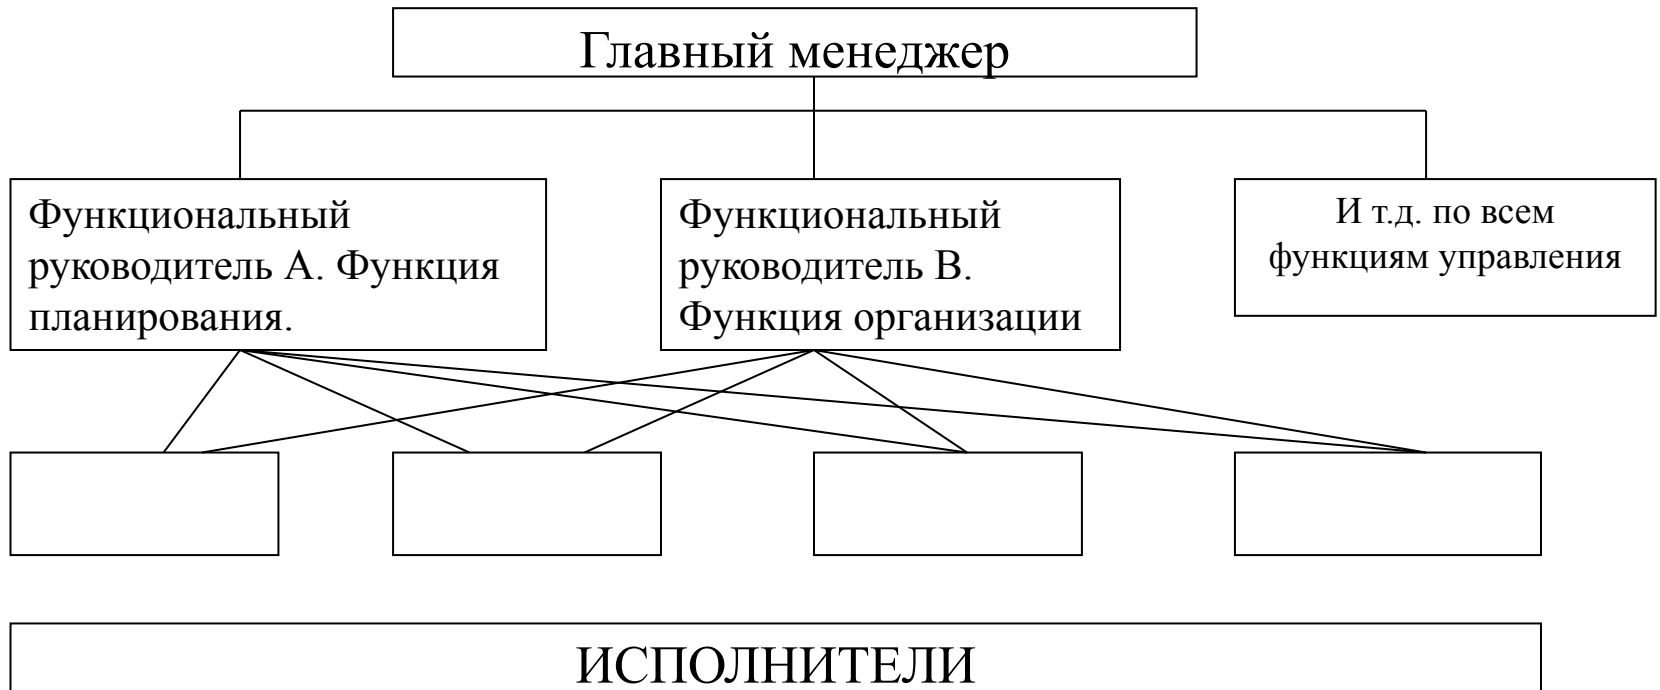 Главный менеджер
Функциональный
руководитель А. Функция
планирования.
Функциональный
руководитель В.
Функция организации
И т.д. по всем
функциям управления
ИСПОЛНИТЕЛИ